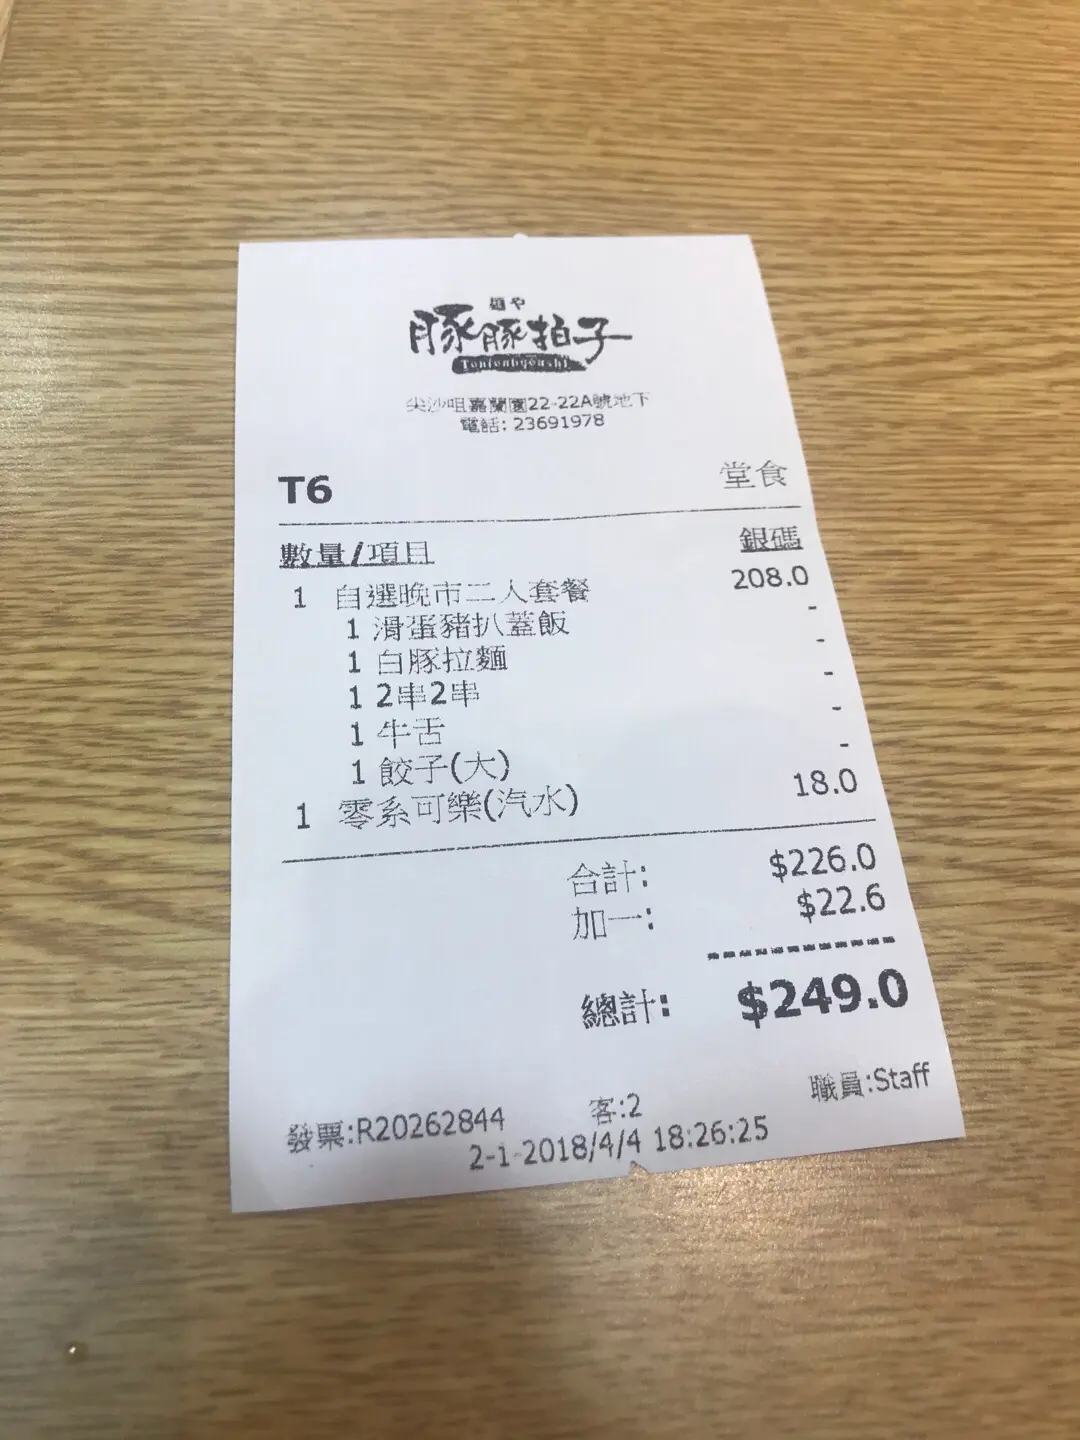 麺や
豚豚拍子
Tontonbyoushi
尖沙咀嘉蘭圍22-22A號地下
電話: 23691978
T6 堂食
數量/項目 銀碼
1 自選晚市二人套餐 208.0
1 滑蛋豬扒蓋飯 -
1 白豚拉麵 -
1 2串2串 -
1 牛舌 -
1 餃子(大) -
1 零系可樂(汽水) 18.0
合計: $226.0
加一: $22.6
總計: $249.0
發票:R20262844 客:2 職員:Staff
2-1-2018/4/4 18:26:25